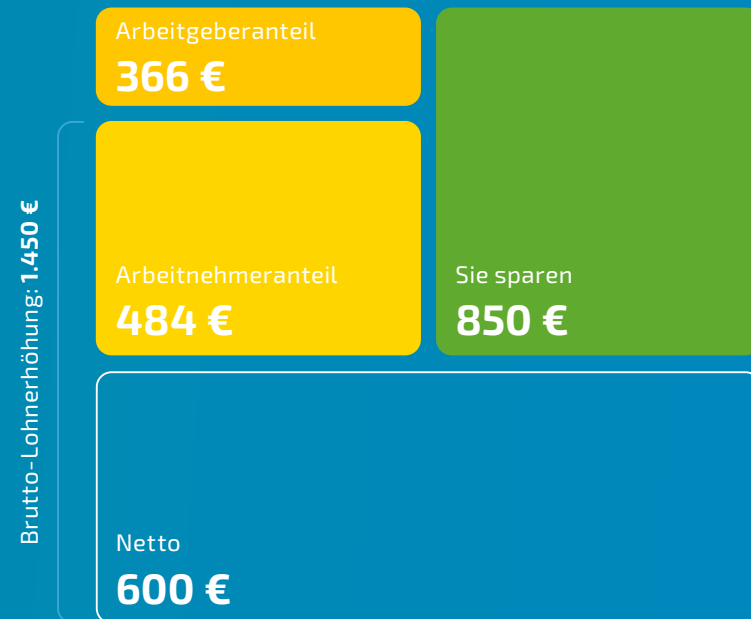 Arbeitgeberanteil
366 €
Brutto-Lohnerhöhung: 1.450 €
Arbeitnehmeranteil
484 €
Sie sparen
850 €
Netto
600 €